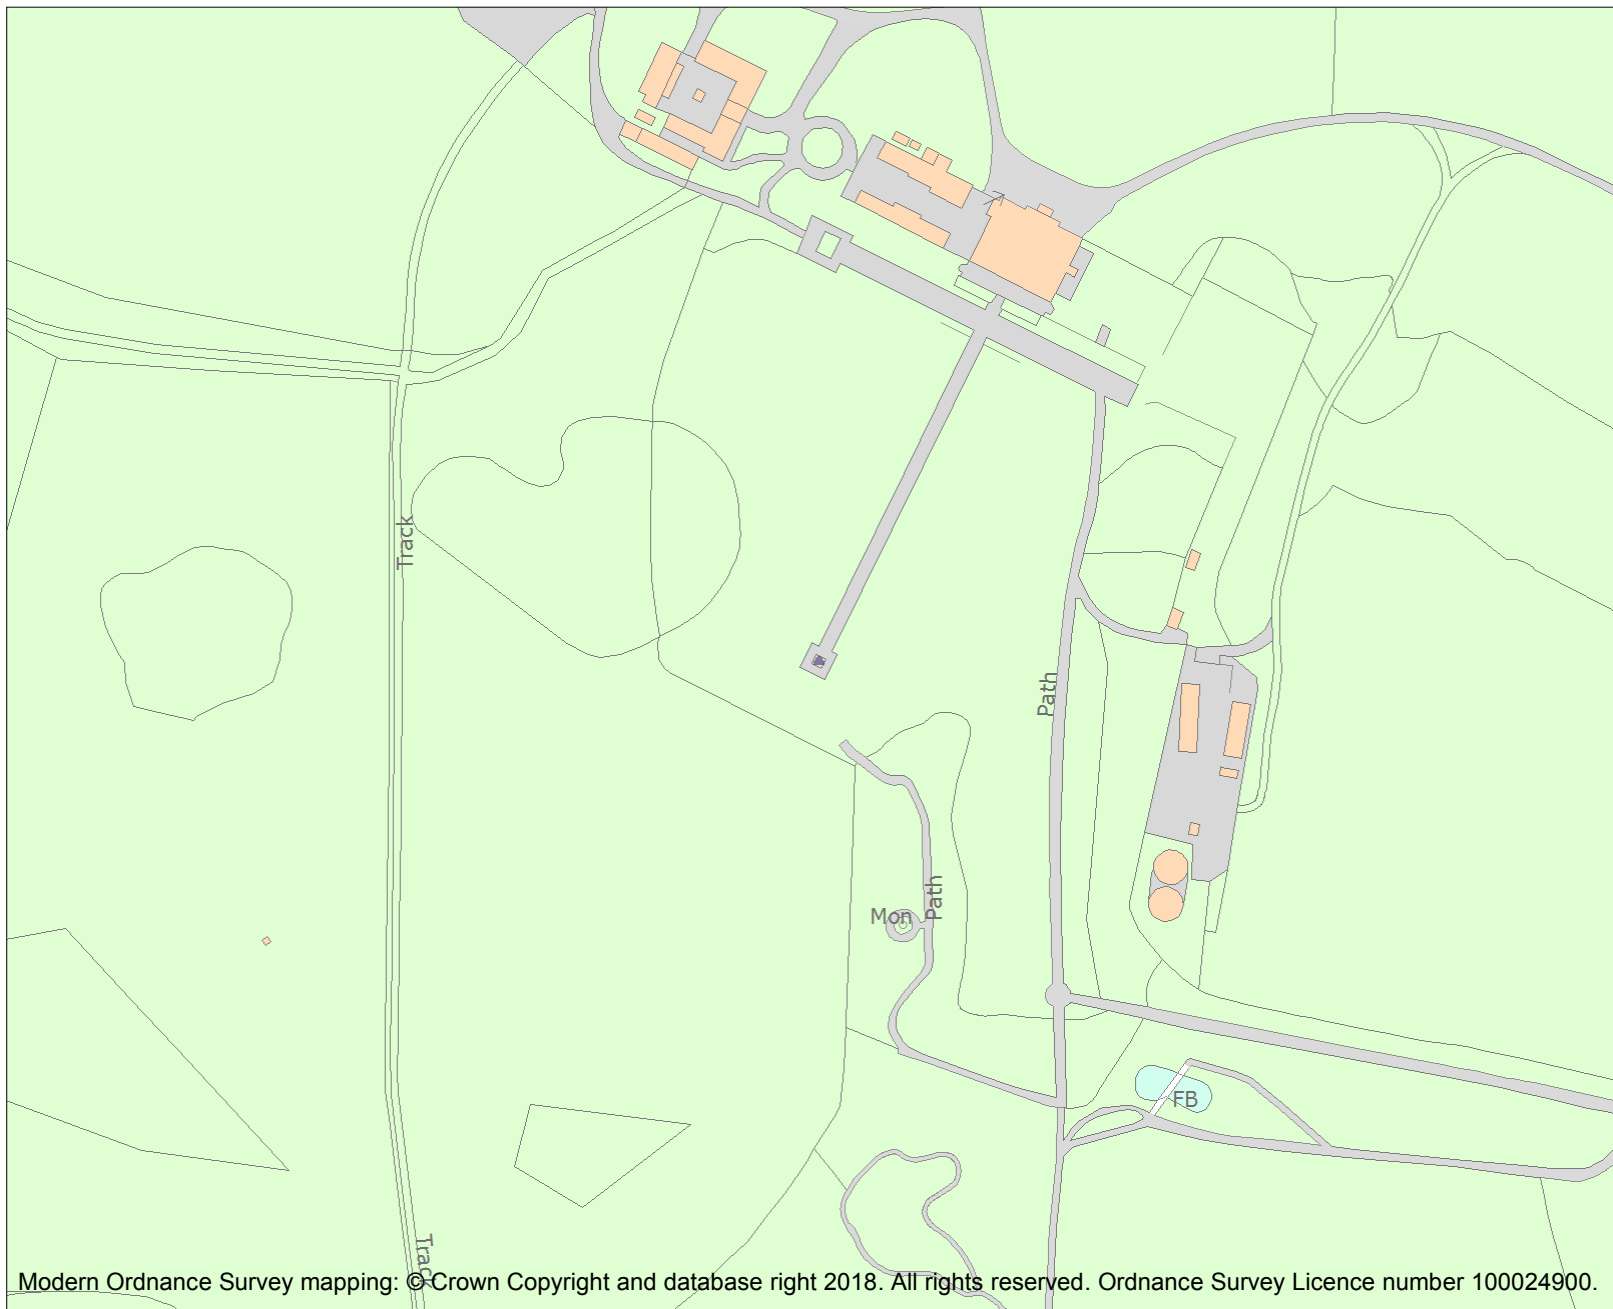 Track
Path
Path
Mon
FB
Track
Modern Ordnance Survey mapping: © Crown Copyright and database right 2018. All rights reserved. Ordnance Survey Licence number 100024900.